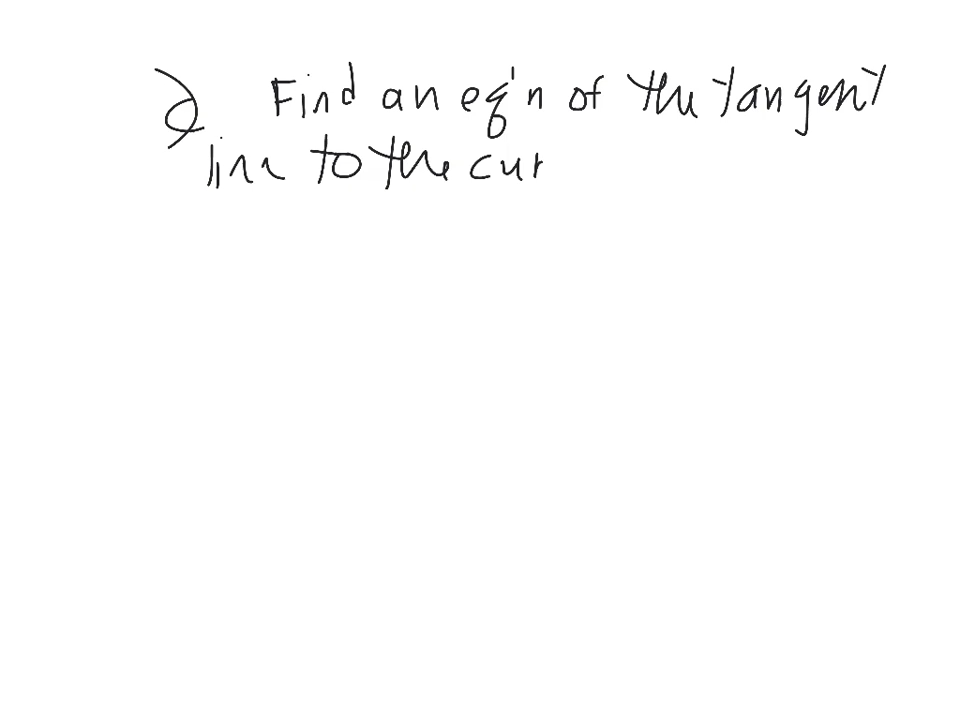 2 Find an eq'n of the tangent
line to the cur